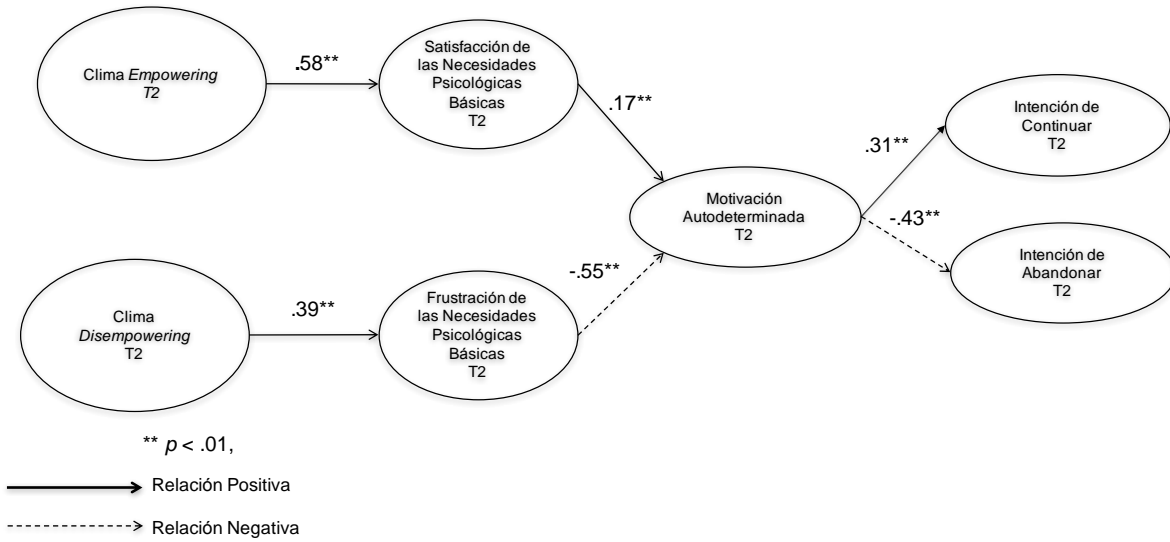 Clima Empowering
T2
.58**
Satisfacción de
las Necesidades
Psicológicas
Básicas
T2
.17**
Motivación
Autodeterminada
T2
.31**
Intención de
Continuar
T2
-.43**
Intención de
Abandonar
T2
Clima
Disempowering
T2
.39**
Frustración de
las Necesidades
Psicológicas
Básicas
T2
-.55**
** p < .01,
Relación Positiva
Relación Negativa